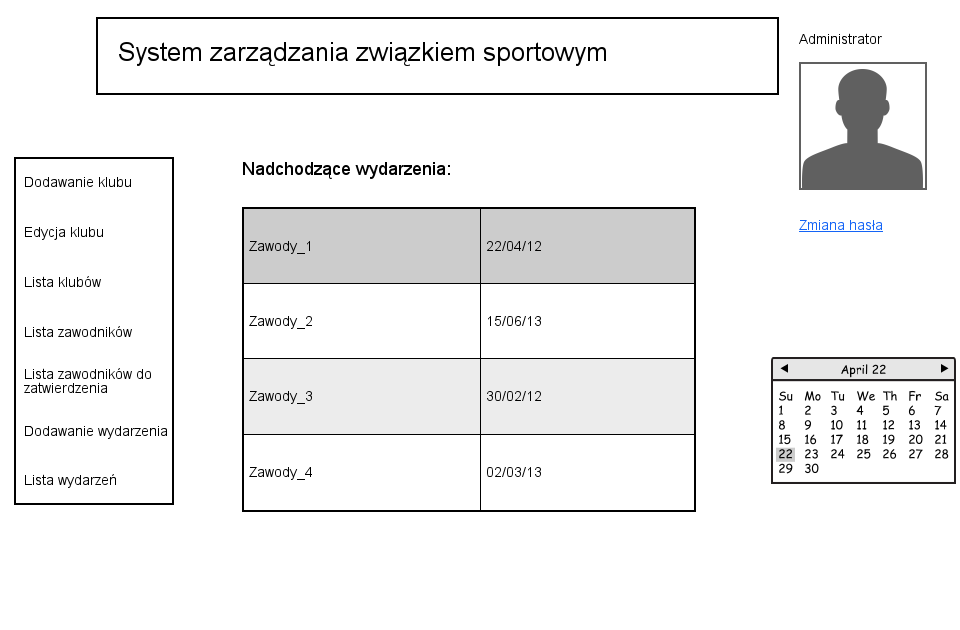 System zarządzania związkiem sportowym
Administrator
Dodawanie klubu
Edycja klubu
Lista klubów
Lista zawodników
Lista zawodników do
zatwierdzenia
Dodawanie wydarzenia
Lista wydarzeń
Nadchodzące wydarzenia:
Zawody_1 22/04/12
Zawody_2 15/06/13
Zawody_3 30/02/12
Zawody_4 02/03/13
Zmiana hasła
April 22
Su Mo Tu We Th Fr Sa
1 2 3 4 5 6 7
8 9 10 11 12 13 14
15 16 17 18 19 20 21
22 23 24 25 26 27 28
29 30